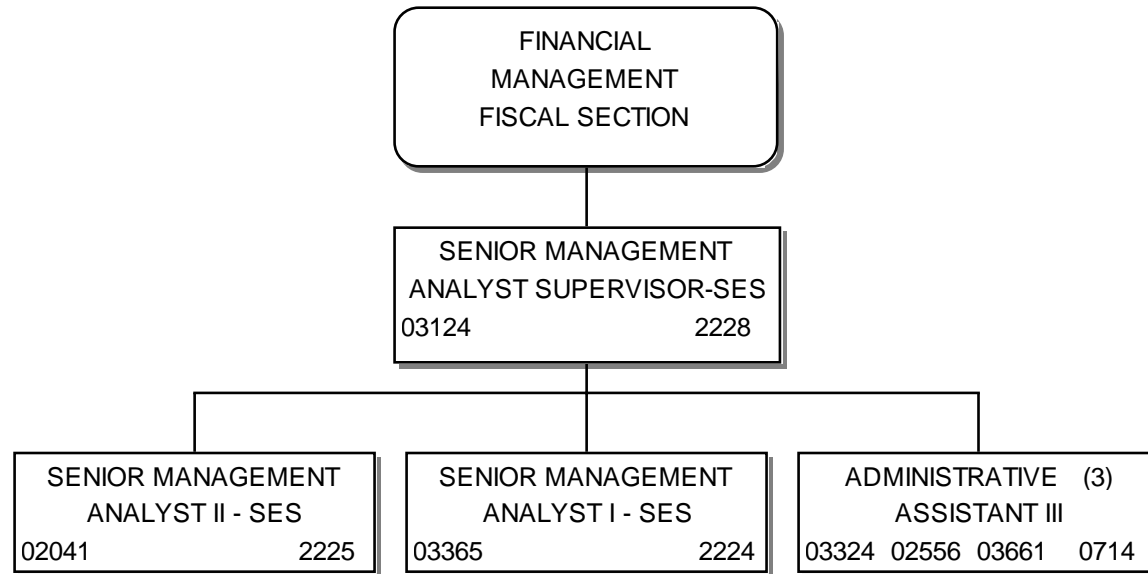 FINANCIAL
MANAGEMENT
FISCAL SECTION
SENIOR MANAGEMENT
ANALYST SUPERVISOR-SES
03124 2228
SENIOR MANAGEMENT
ANALYST II - SES
02041 2225
SENIOR MANAGEMENT
ANALYST I - SES
03365 2224
ADMINISTRATIVE (3)
ASSISTANT III
03324 02556 03661 0714